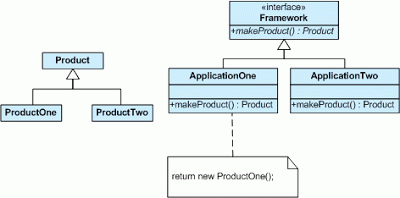 «interface»
Framework
+makeProduct() : Product
Product
ProductOne
ProductTwo
ApplicationOne
+makeProduct() : Product
ApplicationTwo
+makeProduct() : Product
return new ProductOne();